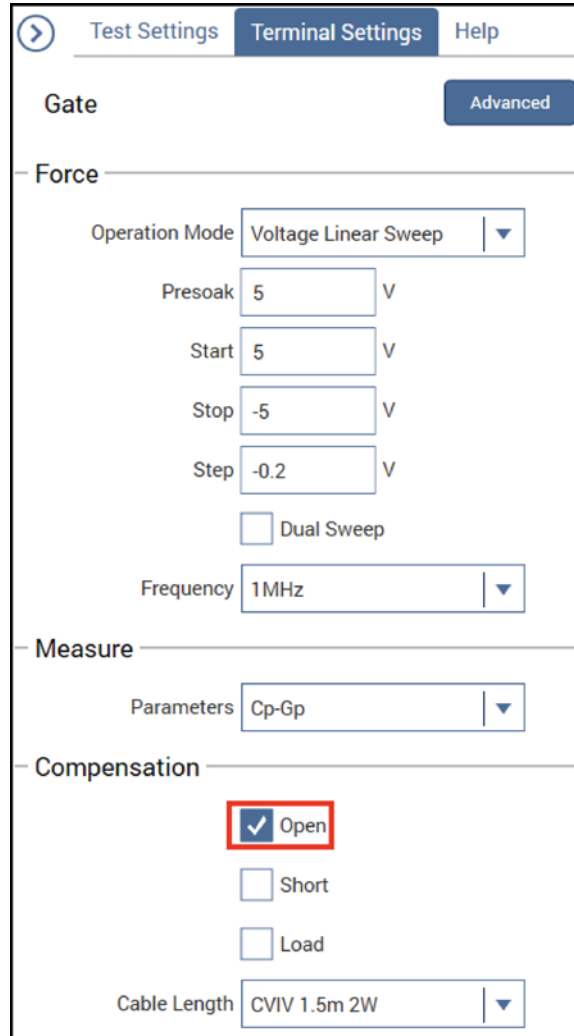 Test Settings Terminal Settings Help
Gate Advanced
Force
Operation Mode Voltage Linear Sweep
Presoak 5 V
Start 5 V
Stop -5 V
Step -0.2 V
Dual Sweep
Frequency 1MHz
Measure
Parameters Cp-Gp
Compensation
Open
Short
Load
Cable Length CVIV 1.5m 2W